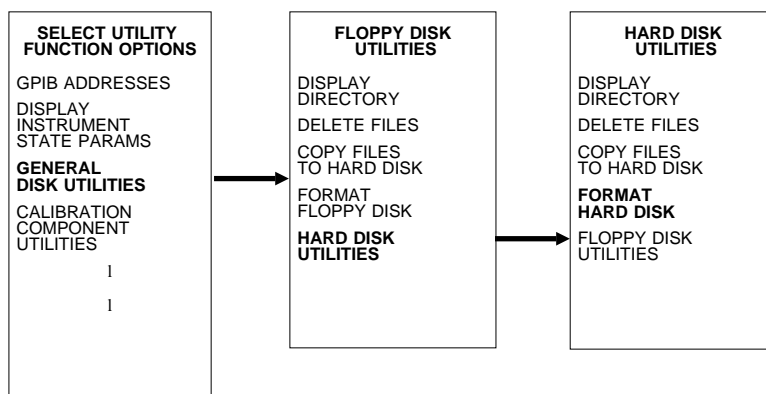 SELECT UTILITY
FUNCTION OPTIONS
GPIB ADDRESSES
DISPLAY
INSTRUMENT
STATE PARAMS
GENERAL
DISK UTILITIES
CALIBRATION
COMPONENT
UTILITIES
l
l
FLOPPY DISK
UTILITIES
DISPLAY
DIRECTORY
DELETE FILES
COPY FILES
TO HARD DISK
FORMAT
FLOPPY DISK
HARD DISK
UTILITIES
HARD DISK
UTILITIES
DISPLAY
DIRECTORY
DELETE FILES
COPY FILES
TO HARD DISK
FORMAT
HARD DISK
FLOPPY DISK
UTILITIES